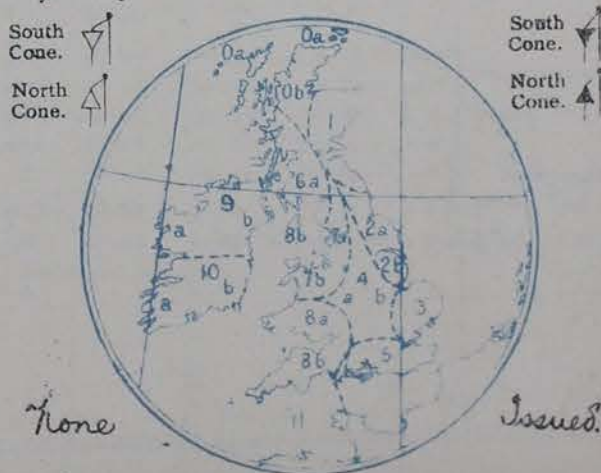 South
Cone.
North
Cone.
South
Cone.
North
Cone.
0a
0a
0b
6a
9
b
8b
a
2a
2b
10
b
7b
4
a
b
3
a
8a
5
8b
11
None
Issued.